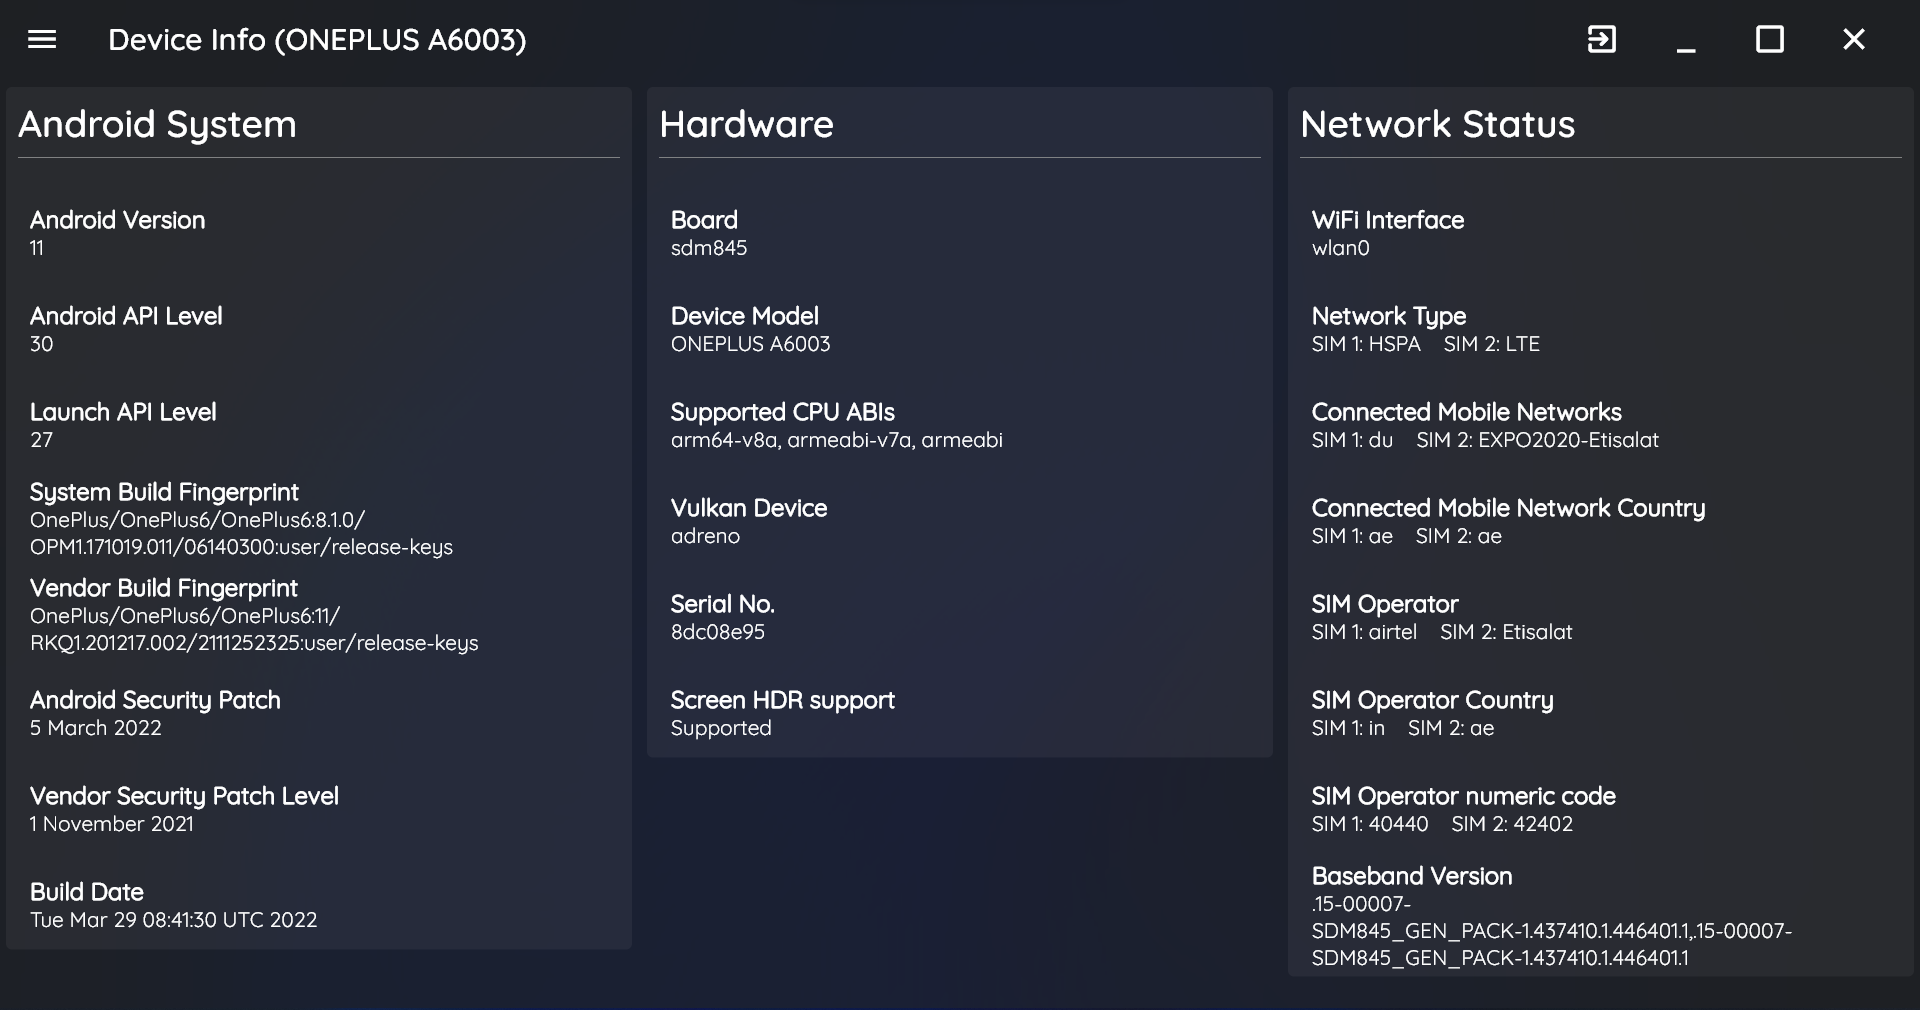 Device Info (ONEPLUS A6003)
Android System
Android Version
11
Android API Level
30
Launch API Level
27
System Build Fingerprint
OnePlus/OnePlus6/OnePlus6:8.1.0/
OPM1.171019.011/06140300:user/release-keys
Vendor Build Fingerprint
OnePlus/OnePlus6/OnePlus6:11/
RKQ1.201217.002/2111252325:user/release-keys
Android Security Patch
5 March 2022
Vendor Security Patch Level
1 November 2021
Build Date
Tue Mar 29 08:41:30 UTC 2022
Hardware
Board
sdm845
Device Model
ONEPLUS A6003
Supported CPU ABIs
arm64-v8a, armeabi-v7a, armeabi
Vulkan Device
adreno
Serial No.
8dc08e95
Screen HDR support
Supported
Network Status
WiFi Interface
wlan0
Network Type
SIM 1: HSPA SIM 2: LTE
Connected Mobile Networks
SIM 1: du SIM 2: EXPO2020-Etisalat
Connected Mobile Network Country
SIM 1: ae SIM 2: ae
SIM Operator
SIM 1: airtel SIM 2: Etisalat
SIM Operator Country
SIM 1: in SIM 2: ae
SIM Operator numeric code
SIM 1: 40440 SIM 2: 42402
Baseband Version
.15-00007-
SDM845_GEN_PACK-1.437410.1.446401.1,.15-00007-
SDM845_GEN_PACK-1.437410.1.446401.1